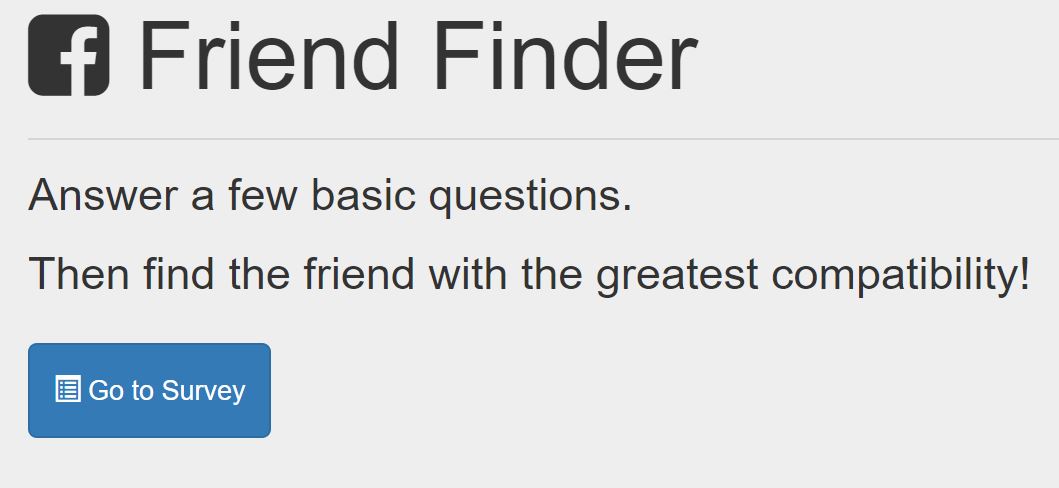 Friend Finder
Answer a few basic questions.
Then find the friend with the greatest compatibility!
Go to Survey